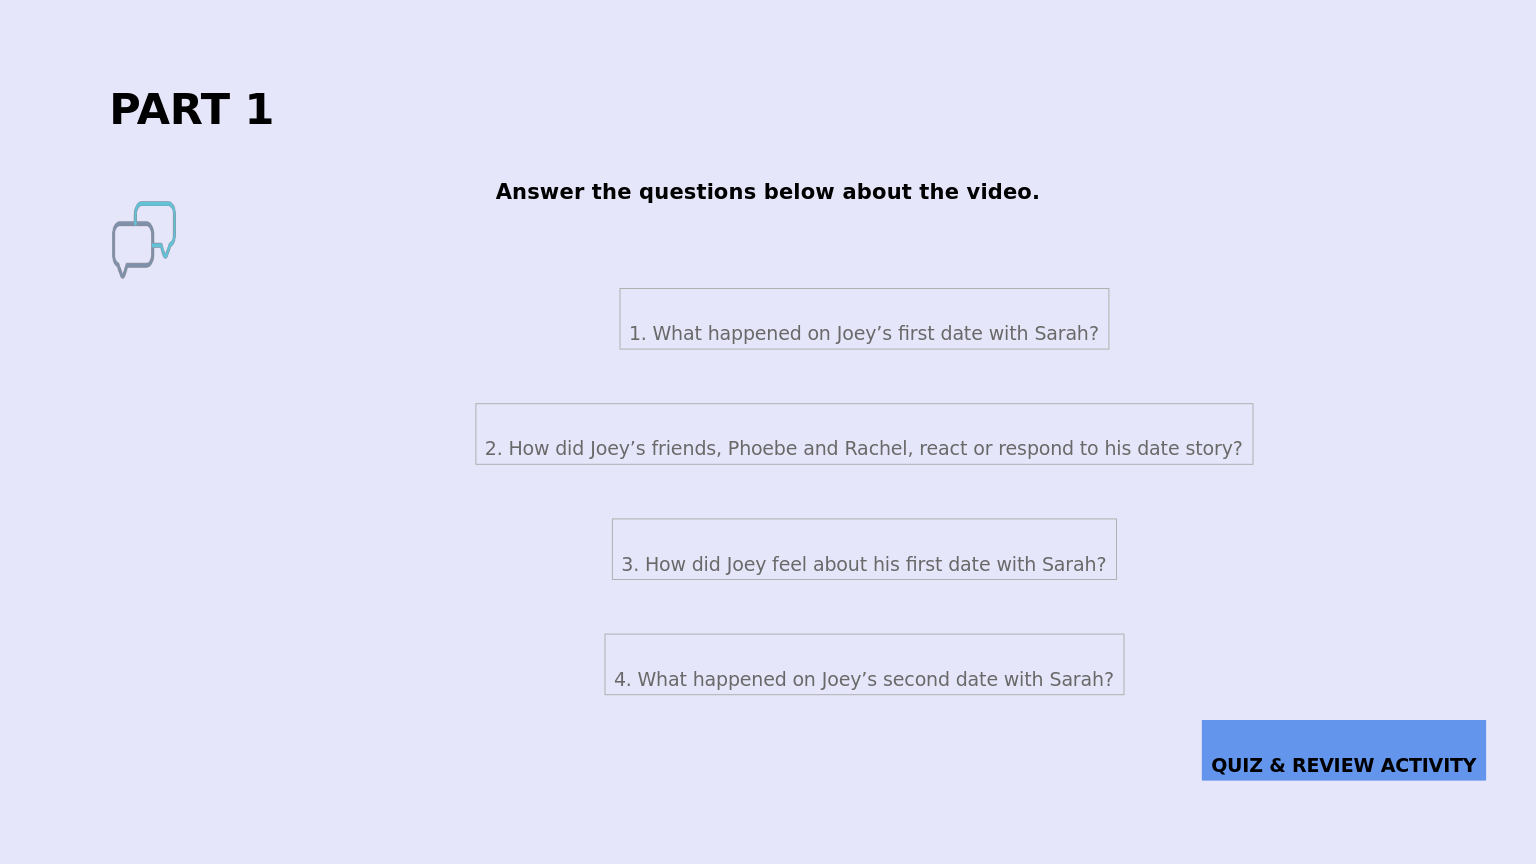 PART 1
Answer the questions below about the video.
1. What happened on Joey’s first date with Sarah?
2. How did Joey’s friends, Phoebe and Rachel, react or respond to his date story?
3. How did Joey feel about his first date with Sarah?
4. What happened on Joey’s second date with Sarah?
QUIZ & REVIEW ACTIVITY